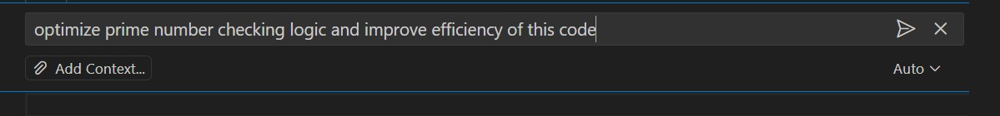 optimize prime number checking logic and improve efficiency of this code
Add Context...
Auto